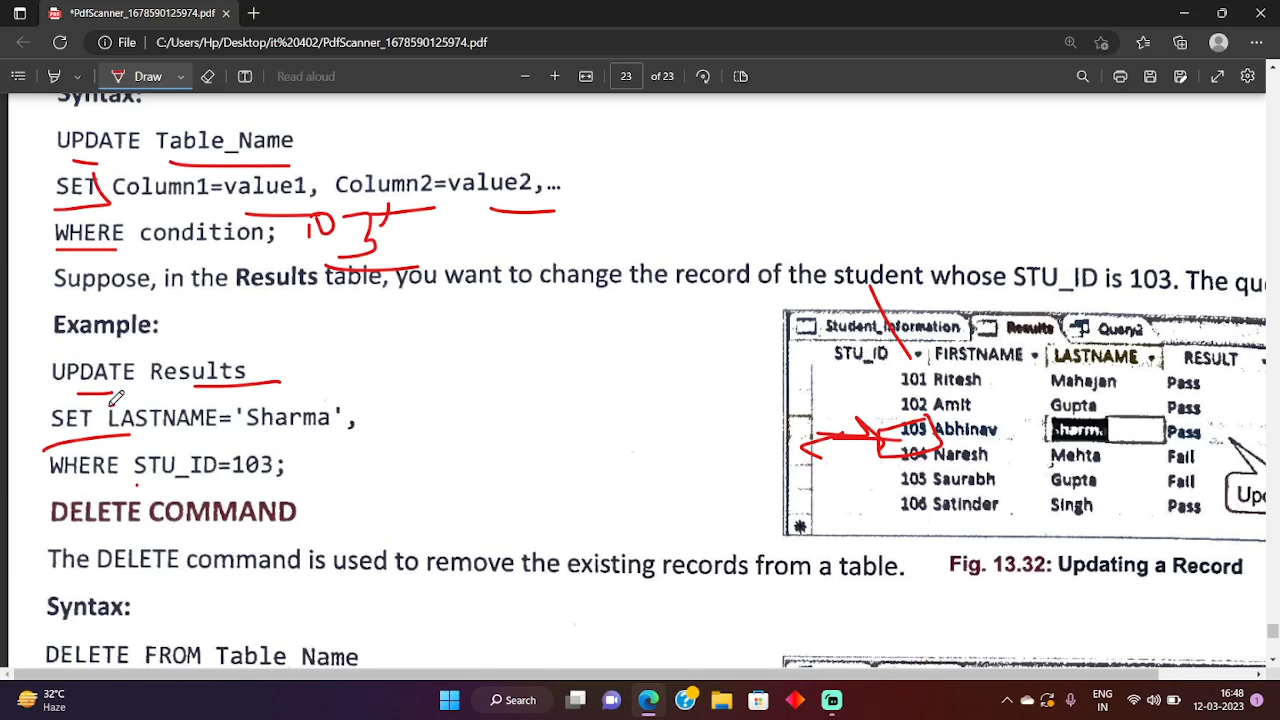 *PdfScanner_1678590125974.pdf
File C:/Users/Hp/Desktop/it%20402/PdfScanner_1678590125974.pdf
Draw Read aloud 23 of 23
Syntax:
UPDATE Table_Name
SET Column1=value1, Column2=value2,…
WHERE condition; 103
Suppose, in the Results table, you want to change the record of the student whose STU_ID is 103. The que
Example:
UPDATE Results
SET LASTNAME='Sharma',
WHERE STU_ID=103;
Student_Information Results Query2
STU_ID FIRSTNAME LASTNAME RESULT
101 Ritesh Mahajan Pass
102 Amit Gupta Pass
103 Abhinav Sharma Pass
104 Naresh Mehta Fail
105 Saurabh Gupta Fail
106 Satinder Singh Pass
Upd
Fig. 13.32: Updating a Record
DELETE COMMAND
The DELETE command is used to remove the existing records from a table.
Syntax:
DELETE FROM Table Name
32°C
Haze
Search
ENG
IN
16:48
12-03-2023